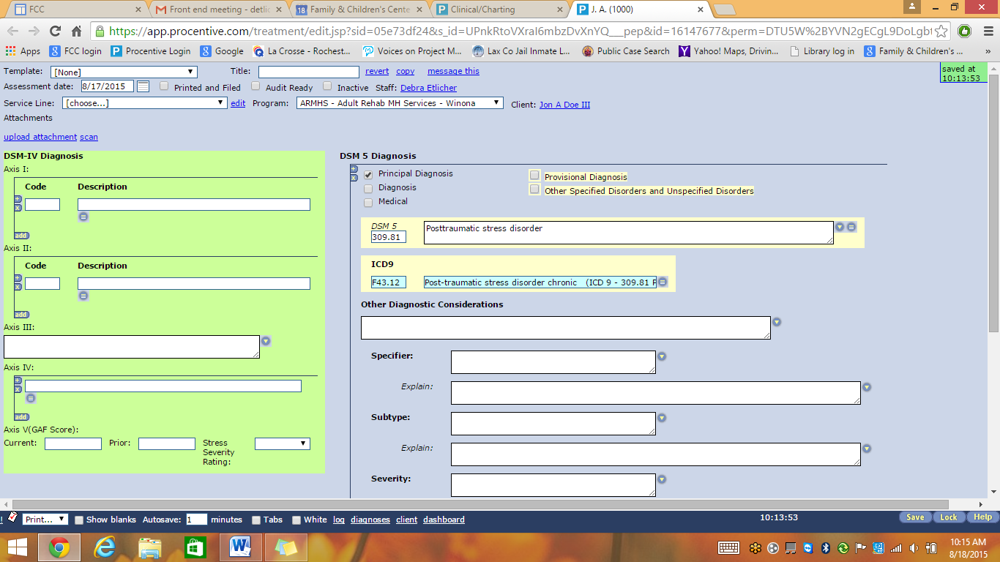 FCC
Front end meeting - detlic
18 Family & Children's Cente
Clinical/Charting
J. A. (1000)
https://app.procentive.com/treatment/edit.jsp?sid=05e73df24&s_id=UPnkRtoVXraI6mbzDvXnYQ___pep&id=16147677&perm=DTU5W%2BYVN2gECgL9DoLgbt
Apps FCC login Procentive Login Google La Crosse - Rochest... Voices on Project M... Lax Co Jail Inmate L... Public Case Search Yahoo! Maps, Drivin... Library log in Family & Children's ... »
Template: [None] Title: revert copy message this
saved at
10:13:53
Assessment date: 8/17/2015 Printed and Filed Audit Ready Inactive Staff: Debra Etlicher
Service Line: [choose...] edit Program: ARMHS - Adult Rehab MH Services - Winona Client: Jon A Doe III
Attachments
upload attachment scan
DSM-IV Diagnosis
Axis I:
Code Description
add
Axis II:
Code Description
add
Axis III:
Axis IV:
add
Axis V(GAF Score):
Current: Prior: Stress
Severity
Rating:
DSM 5 Diagnosis
Principal Diagnosis Provisional Diagnosis
Diagnosis Other Specified Disorders and Unspecified Disorders
Medical
DSM 5
309.81 Posttraumatic stress disorder
ICD9
F43.12 Post-traumatic stress disorder chronic (ICD 9 - 309.81 P
Other Diagnostic Considerations
Specifier:
Explain:
Subtype:
Explain:
Severity:
! Print... Show blanks Autosave: 1 minutes Tabs White log diagnoses client dashboard 10:13:53 Save Lock Help
10:15 AM
8/18/2015